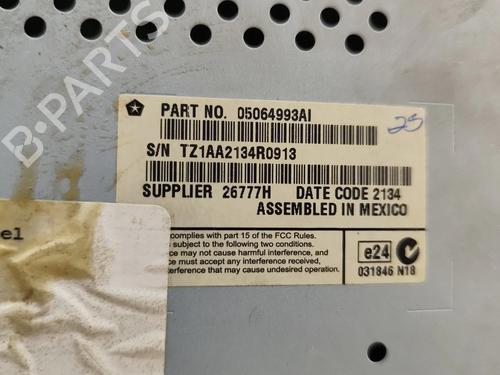 B-PARTS
PART NO. 05064993AI
S/N TZ1AA2134R0913
SUPPLIER 26777H DATE CODE 2134
ASSEMBLED IN MEXICO
complies with part 15 of the FCC Rules.
is subject to the following two conditions.
ce may not cause harmful interference, and
ce must accept any interference received,
interference that may cause undesired operation.
e24
031846 N18